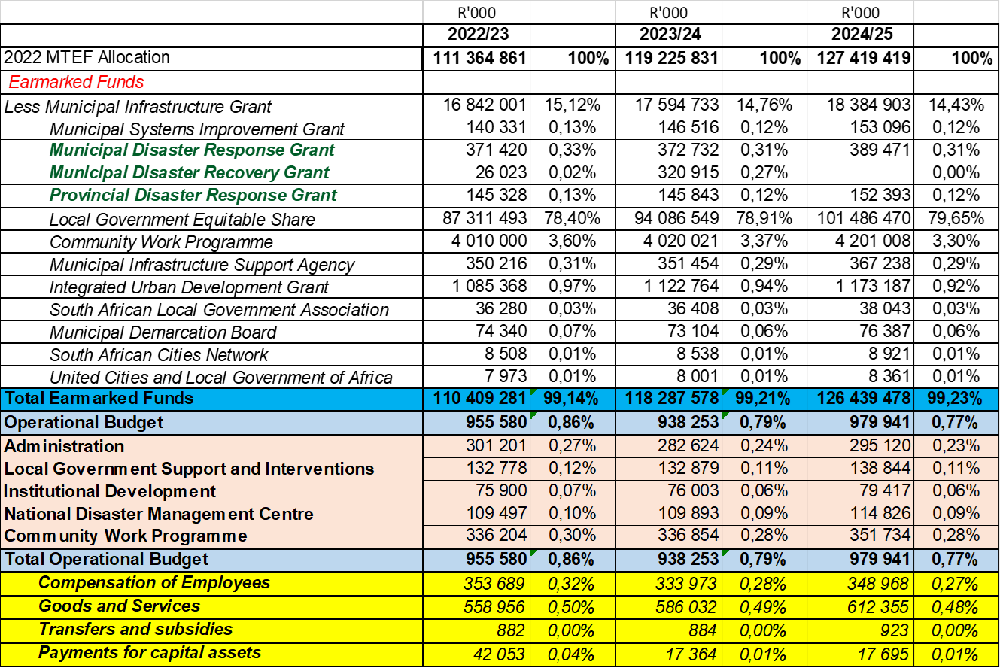 R'000 R'000 R'000
2022/23 2023/24 2024/25
2022 MTEF Allocation 111 364 861 100% 119 225 831 100% 127 419 419 100%
Earmarked Funds
Less Municipal Infrastructure Grant 16 842 001 15,12% 17 594 733 14,76% 18 384 903 14,43%
Municipal Systems Improvement Grant 140 331 0,13% 146 516 0,12% 153 096 0,12%
Municipal Disaster Response Grant 371 420 0,33% 372 732 0,31% 389 471 0,31%
Municipal Disaster Recovery Grant 26 023 0,02% 320 915 0,27% 0,00%
Provincial Disaster Response Grant 145 328 0,13% 145 843 0,12% 152 393 0,12%
Local Government Equitable Share 87 311 493 78,40% 94 086 549 78,91% 101 486 470 79,65%
Community Work Programme 4 010 000 3,60% 4 020 021 3,37% 4 201 008 3,30%
Municipal Infrastructure Support Agency 350 216 0,31% 351 454 0,29% 367 238 0,29%
Integrated Urban Development Grant 1 085 368 0,97% 1 122 764 0,94% 1 173 187 0,92%
South African Local Government Association 36 280 0,03% 36 408 0,03% 38 043 0,03%
Municipal Demarcation Board 74 340 0,07% 73 104 0,06% 76 387 0,06%
South African Cities Network 8 508 0,01% 8 538 0,01% 8 921 0,01%
United Cities and Local Government of Africa 7 973 0,01% 8 001 0,01% 8 361 0,01%
Total Earmarked Funds 110 409 281 99,14% 118 287 578 99,21% 126 439 478 99,23%
Operational Budget 955 580 0,86% 938 253 0,79% 979 941 0,77%
Administration 301 201 0,27% 282 624 0,24% 295 120 0,23%
Local Government Support and Interventions 132 778 0,12% 132 879 0,11% 138 844 0,11%
Institutional Development 75 900 0,07% 76 003 0,06% 79 417 0,06%
National Disaster Management Centre 109 497 0,10% 109 893 0,09% 114 826 0,09%
Community Work Programme 336 204 0,30% 336 854 0,28% 351 734 0,28%
Total Operational Budget 955 580 0,86% 938 253 0,79% 979 941 0,77%
Compensation of Employees 353 689 0,32% 333 973 0,28% 348 968 0,27%
Goods and Services 558 956 0,50% 586 032 0,49% 612 355 0,48%
Transfers and subsidies 882 0,00% 884 0,00% 923 0,00%
Payments for capital assets 42 053 0,04% 17 364 0,01% 17 695 0,01%